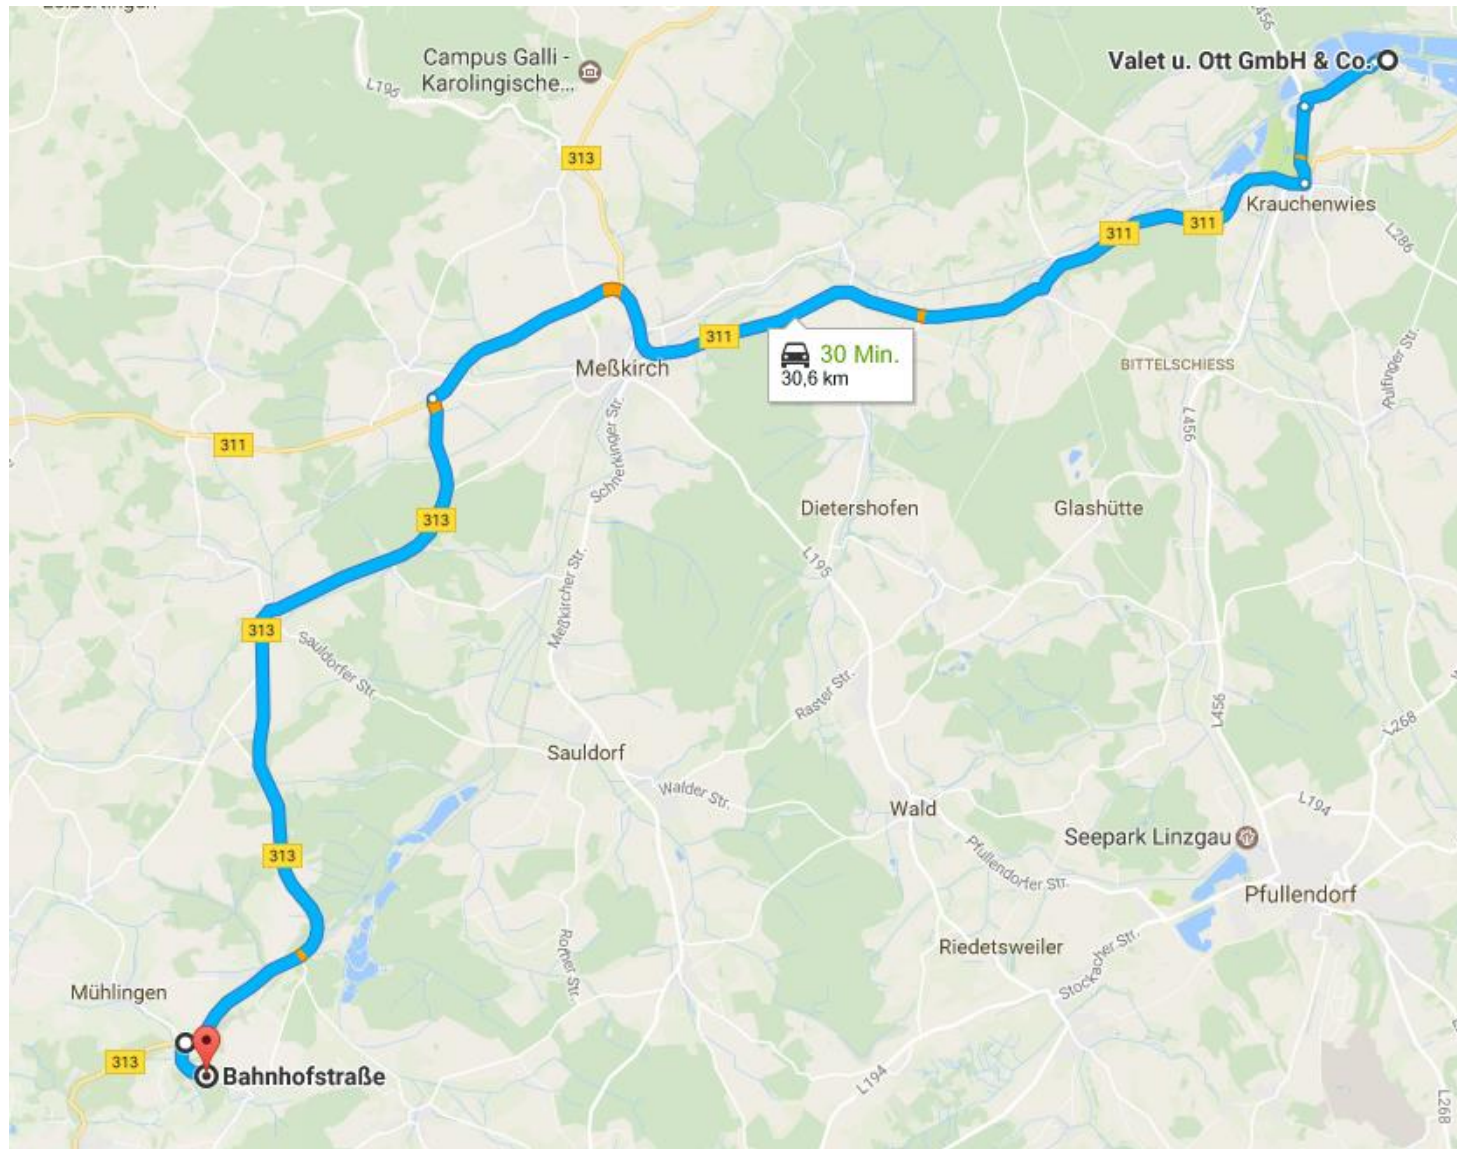 L456
Valet u. Ott GmbH & Co.
Campus Galli -
Karolingische...
L195
313
Krauchenwies
311
311
L286
311
30 Min.
30,6 km
Meßkirch
BITTELSCHIESS
Rulfinger Str.
311
Schnerkinger Str.
L456
313
Dietershofen
Glashütte
L195
Meßkircher Str.
313
Sauldorfer Str.
Raster Str.
L456
L268
Sauldorf
Walder Str.
Wald
L194
Seepark Linzgau
313
Pfullendorfer Str.
Pfullendorf
Riedetsweiler
Stockacher Str.
Mühlingen
313
Bahnhofstraße
L194
L268